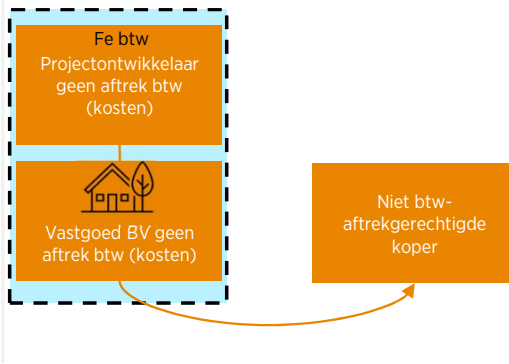 Fe btw
Projectontwikkelaar
geen aftrek btw
(kosten)
Vastgoed BV geen
aftrek btw (kosten)
Niet btw-
aftrekgerechtigde
koper